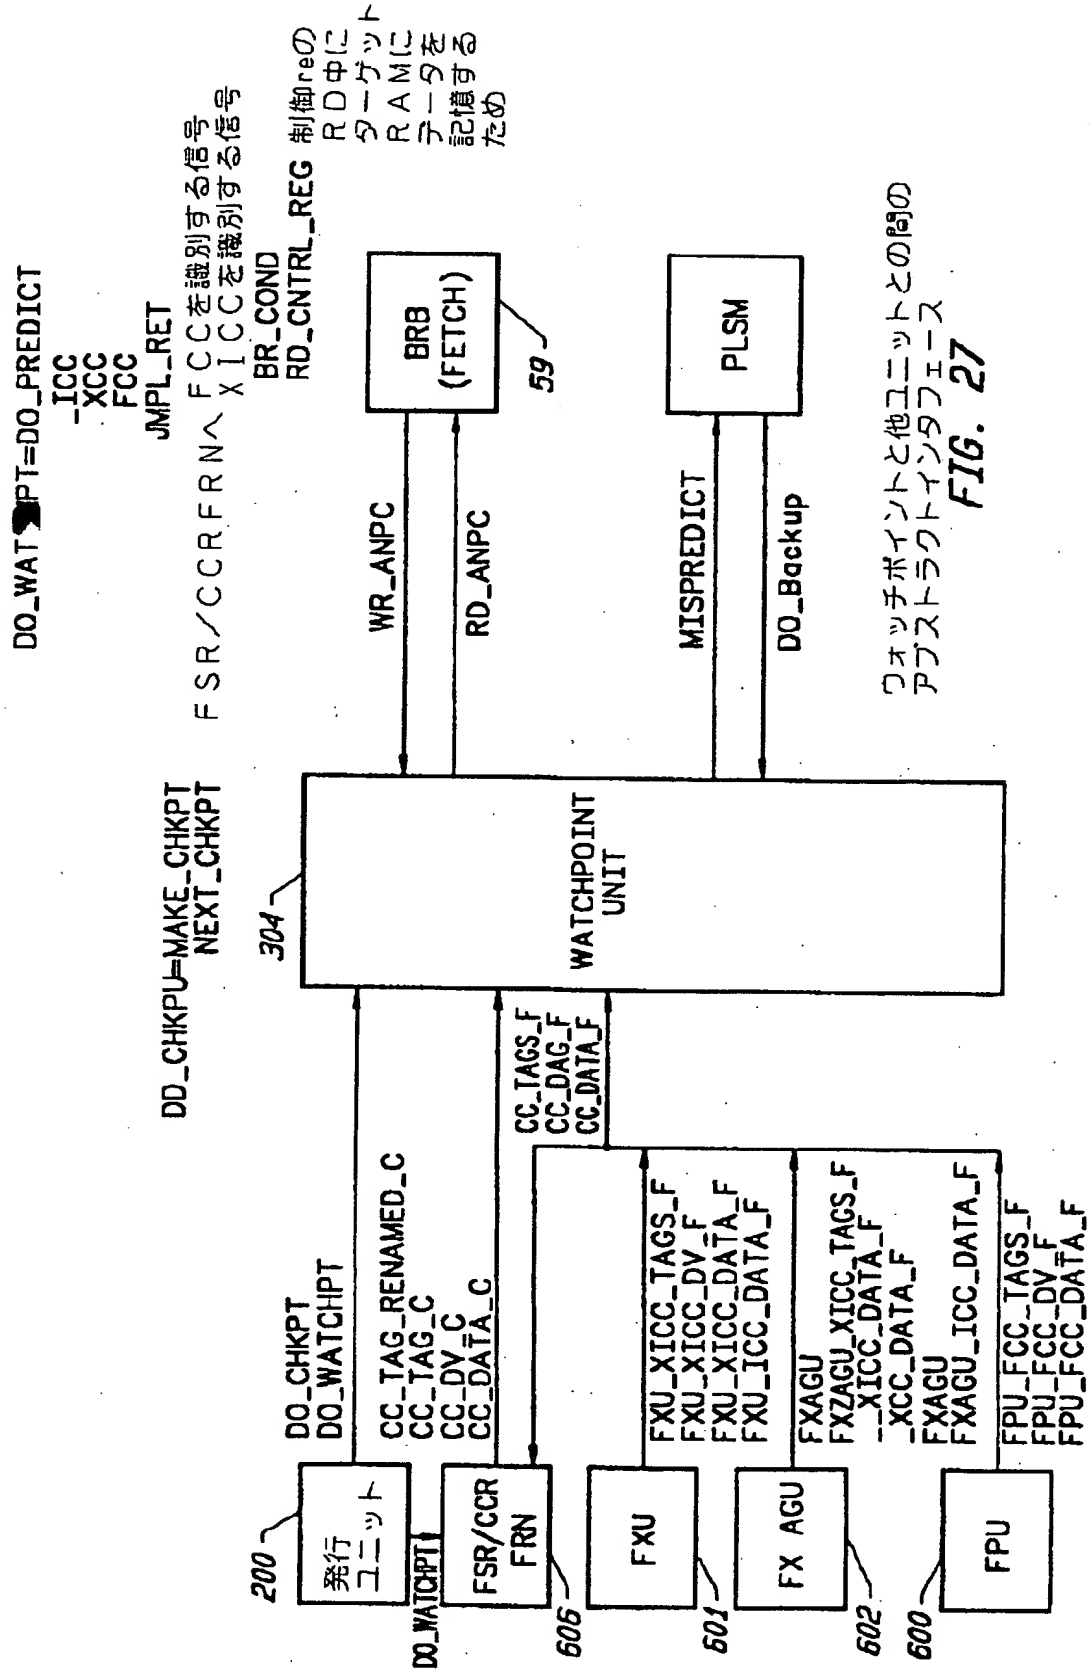 DD_CHKPU=MAKE_CHKPT
NEXT_CHKPT
PT=DO_PREDICT
-ICC
XCC
FCC
JMPL_RET
FSR/CCRFRNへ FCCを識別する信号
XICCを識別する信号
BR_COND
RD_CNTRL_REG 制御reの
RD中に
ターゲット
RAMに
データを
記憶する
ため
200
発行
ユニット
DO_CHKPT
DO_WATCHPT
DO_WATCHPT
FSR/CCR
FRN
606
CC_TAG_RENAMED_C
CC_TAG_C
CC_DV_C
CC_DATA_C
CC_TAGS_F
CC_DAG_F
CC_DATA_F
FXU
601
FXU_XICC_TAGS_F
FXU_XICC_DV_F
FXU_XICC_DATA_F
FXU_ICC_DATA_F
FX AGU
602
FXAGU
FXZAGU_XICC_TAGS_F
__XICC_DATA_F
_XCC_DATA_F
FXAGU
FXAGU_ICC_DATA_F
FPU
600
FPU_FCC_TAGS_F
FPU_FCC_DV_F
FPU_FCC_DATA_F
304
WATCHPOINT
UNIT
WR_ANPC
RD_ANPC
BRB
(FETCH)
59
MISPREDICT
DO_Backup
PLSM
ウォッチポイントと他ユニットとの間の
アブストラクトインタフェース
FIG. 27